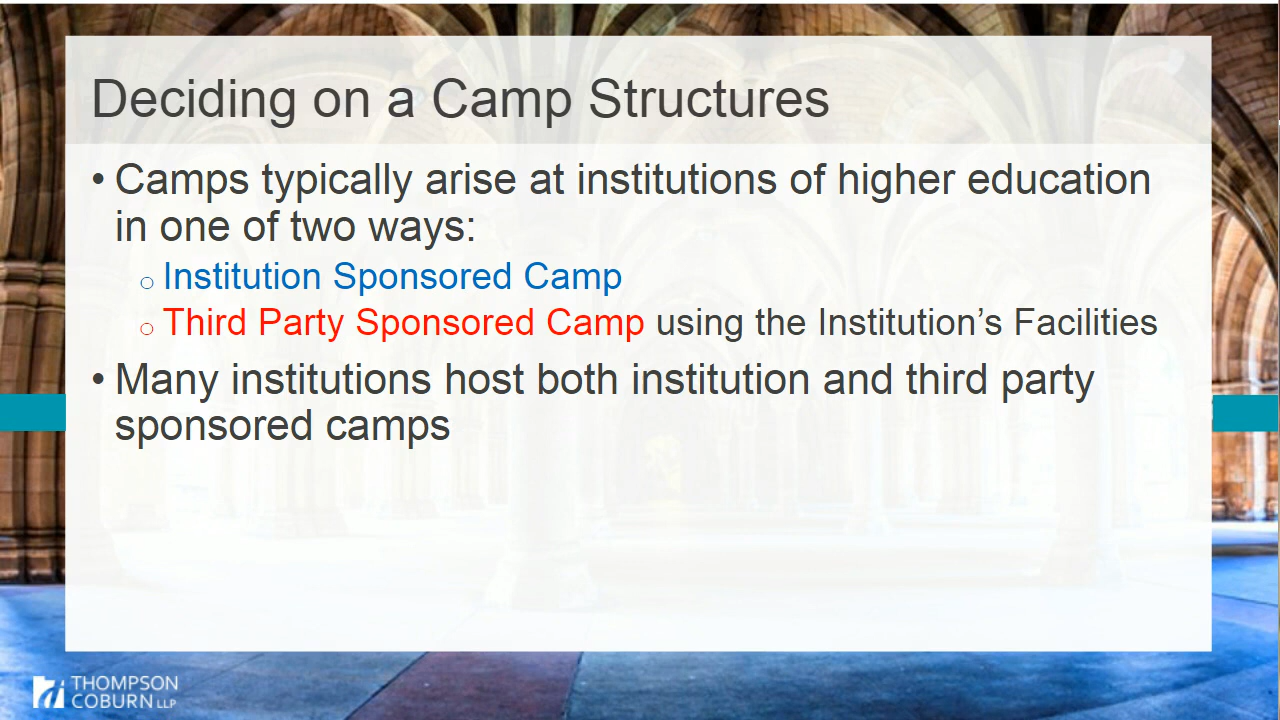 Deciding on a Camp Structures
• Camps typically arise at institutions of higher education
in one of two ways:
o Institution Sponsored Camp
o Third Party Sponsored Camp using the Institution’s Facilities
• Many institutions host both institution and third party
sponsored camps
THOMPSON
COBURN LLP